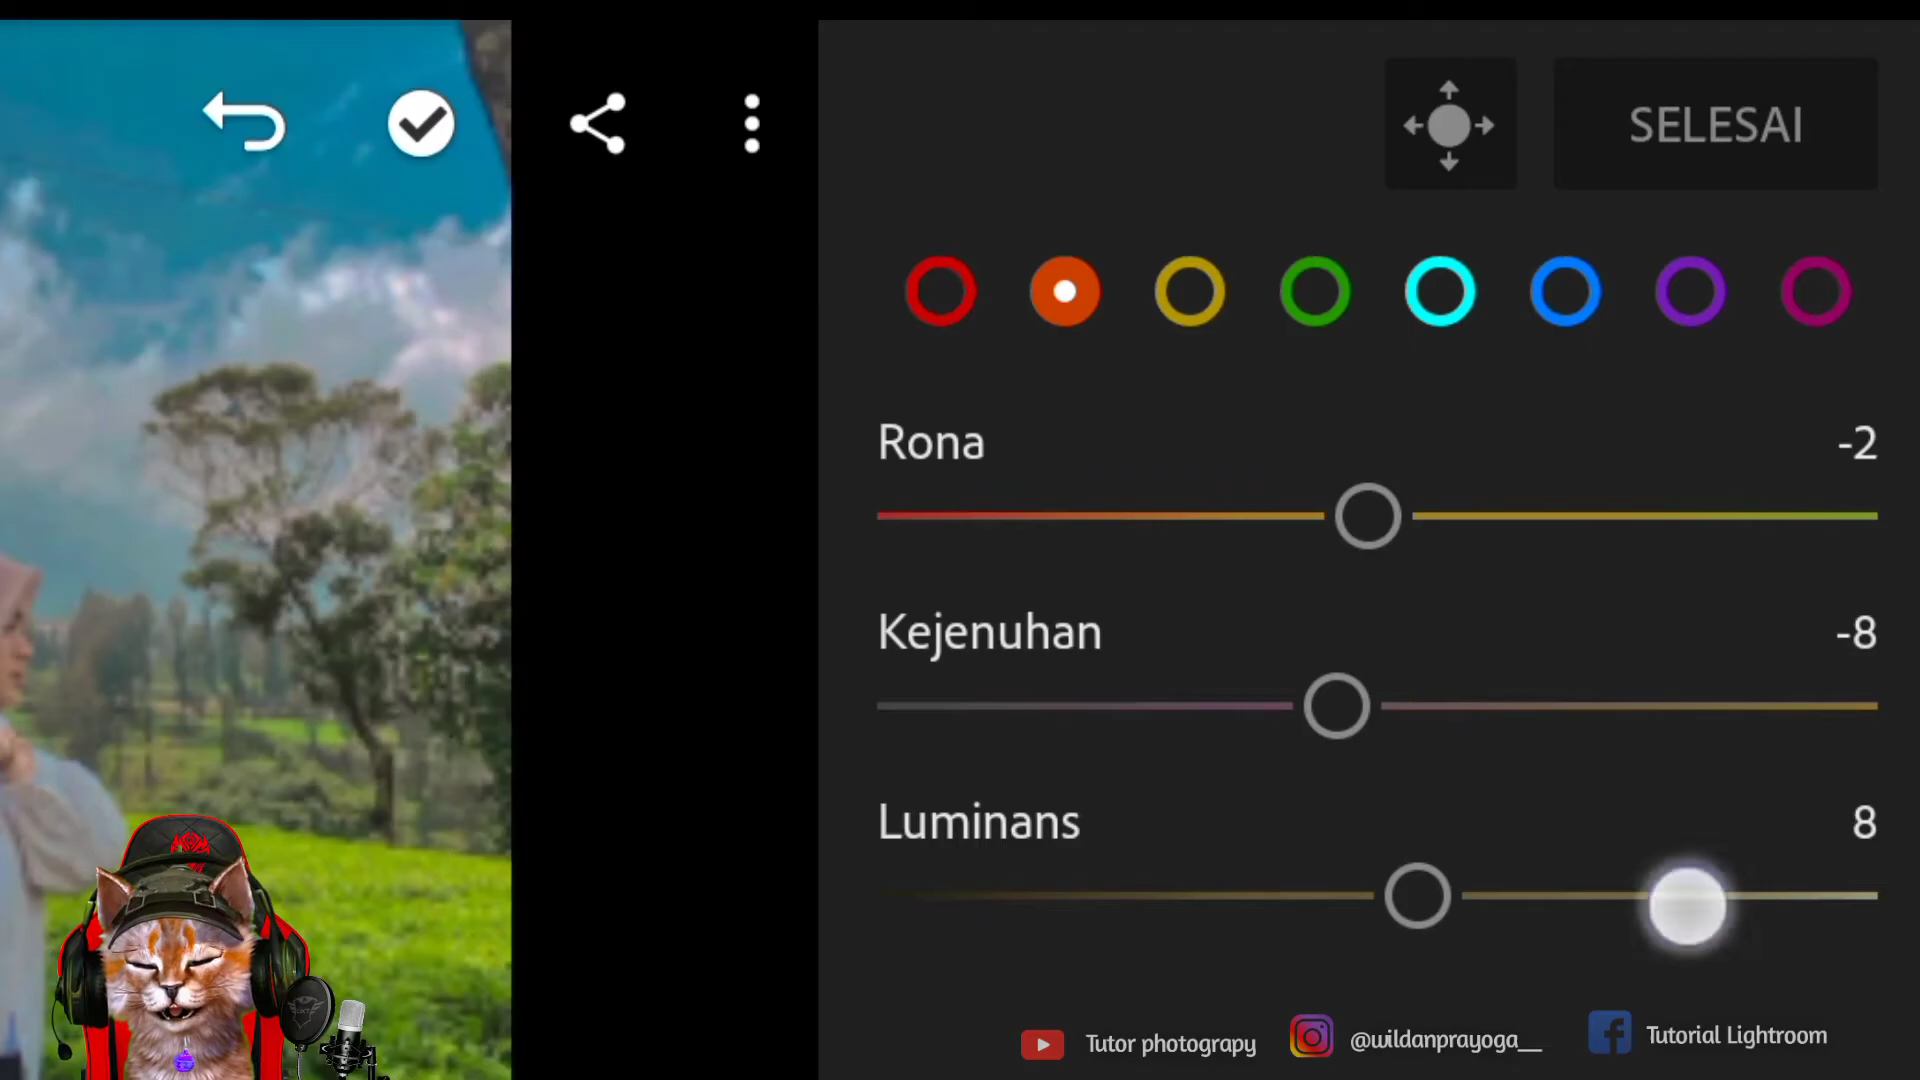 SELESAI
Rona -2
Kejenuhan -8
Luminans 8
Tutor photograpy @wildanprayoga__ Tutorial Lightroom